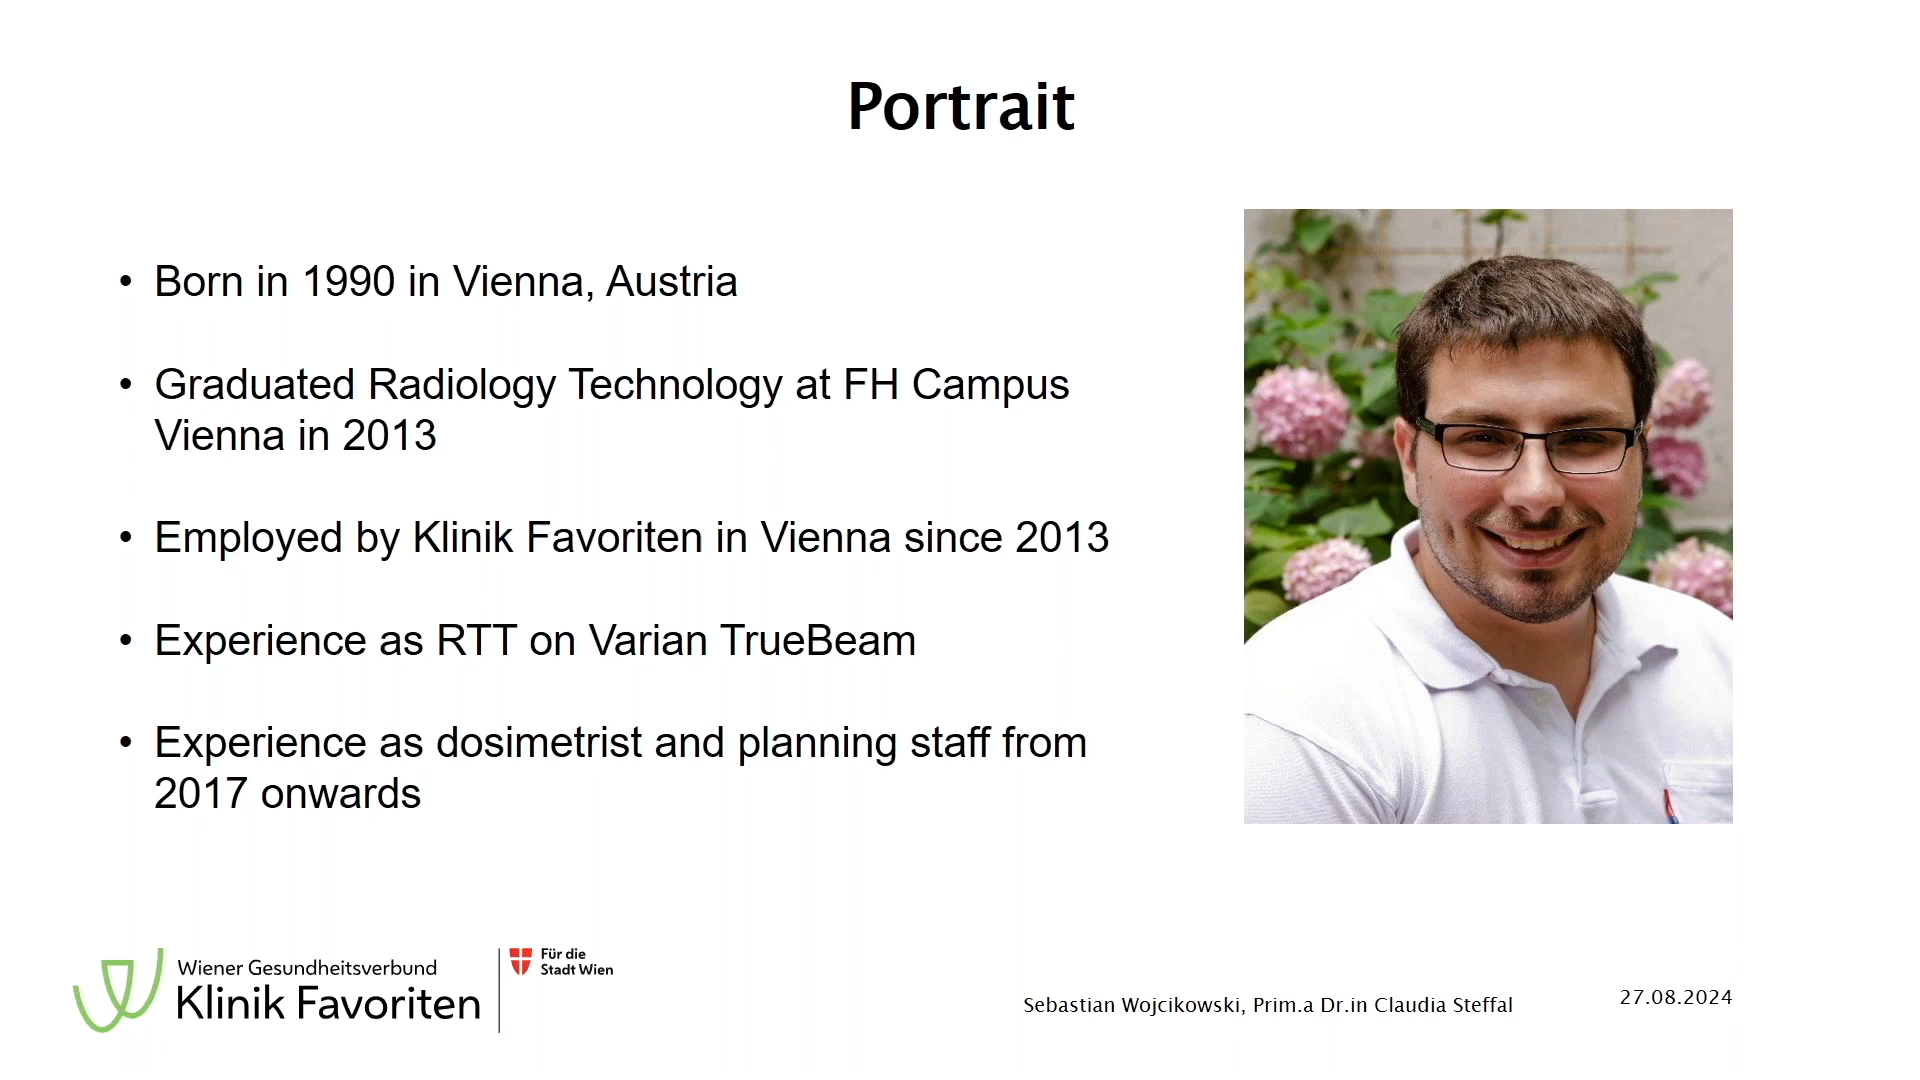 Portrait
• Born in 1990 in Vienna, Austria
• Graduated Radiology Technology at FH Campus
Vienna in 2013
• Employed by Klinik Favoriten in Vienna since 2013
• Experience as RTT on Varian TrueBeam
• Experience as dosimetrist and planning staff from
2017 onwards
Wiener Gesundheitsverbund
Klinik Favoriten
Für die
Stadt Wien
Sebastian Wojcikowski, Prim.a Dr.in Claudia Steffal
27.08.2024